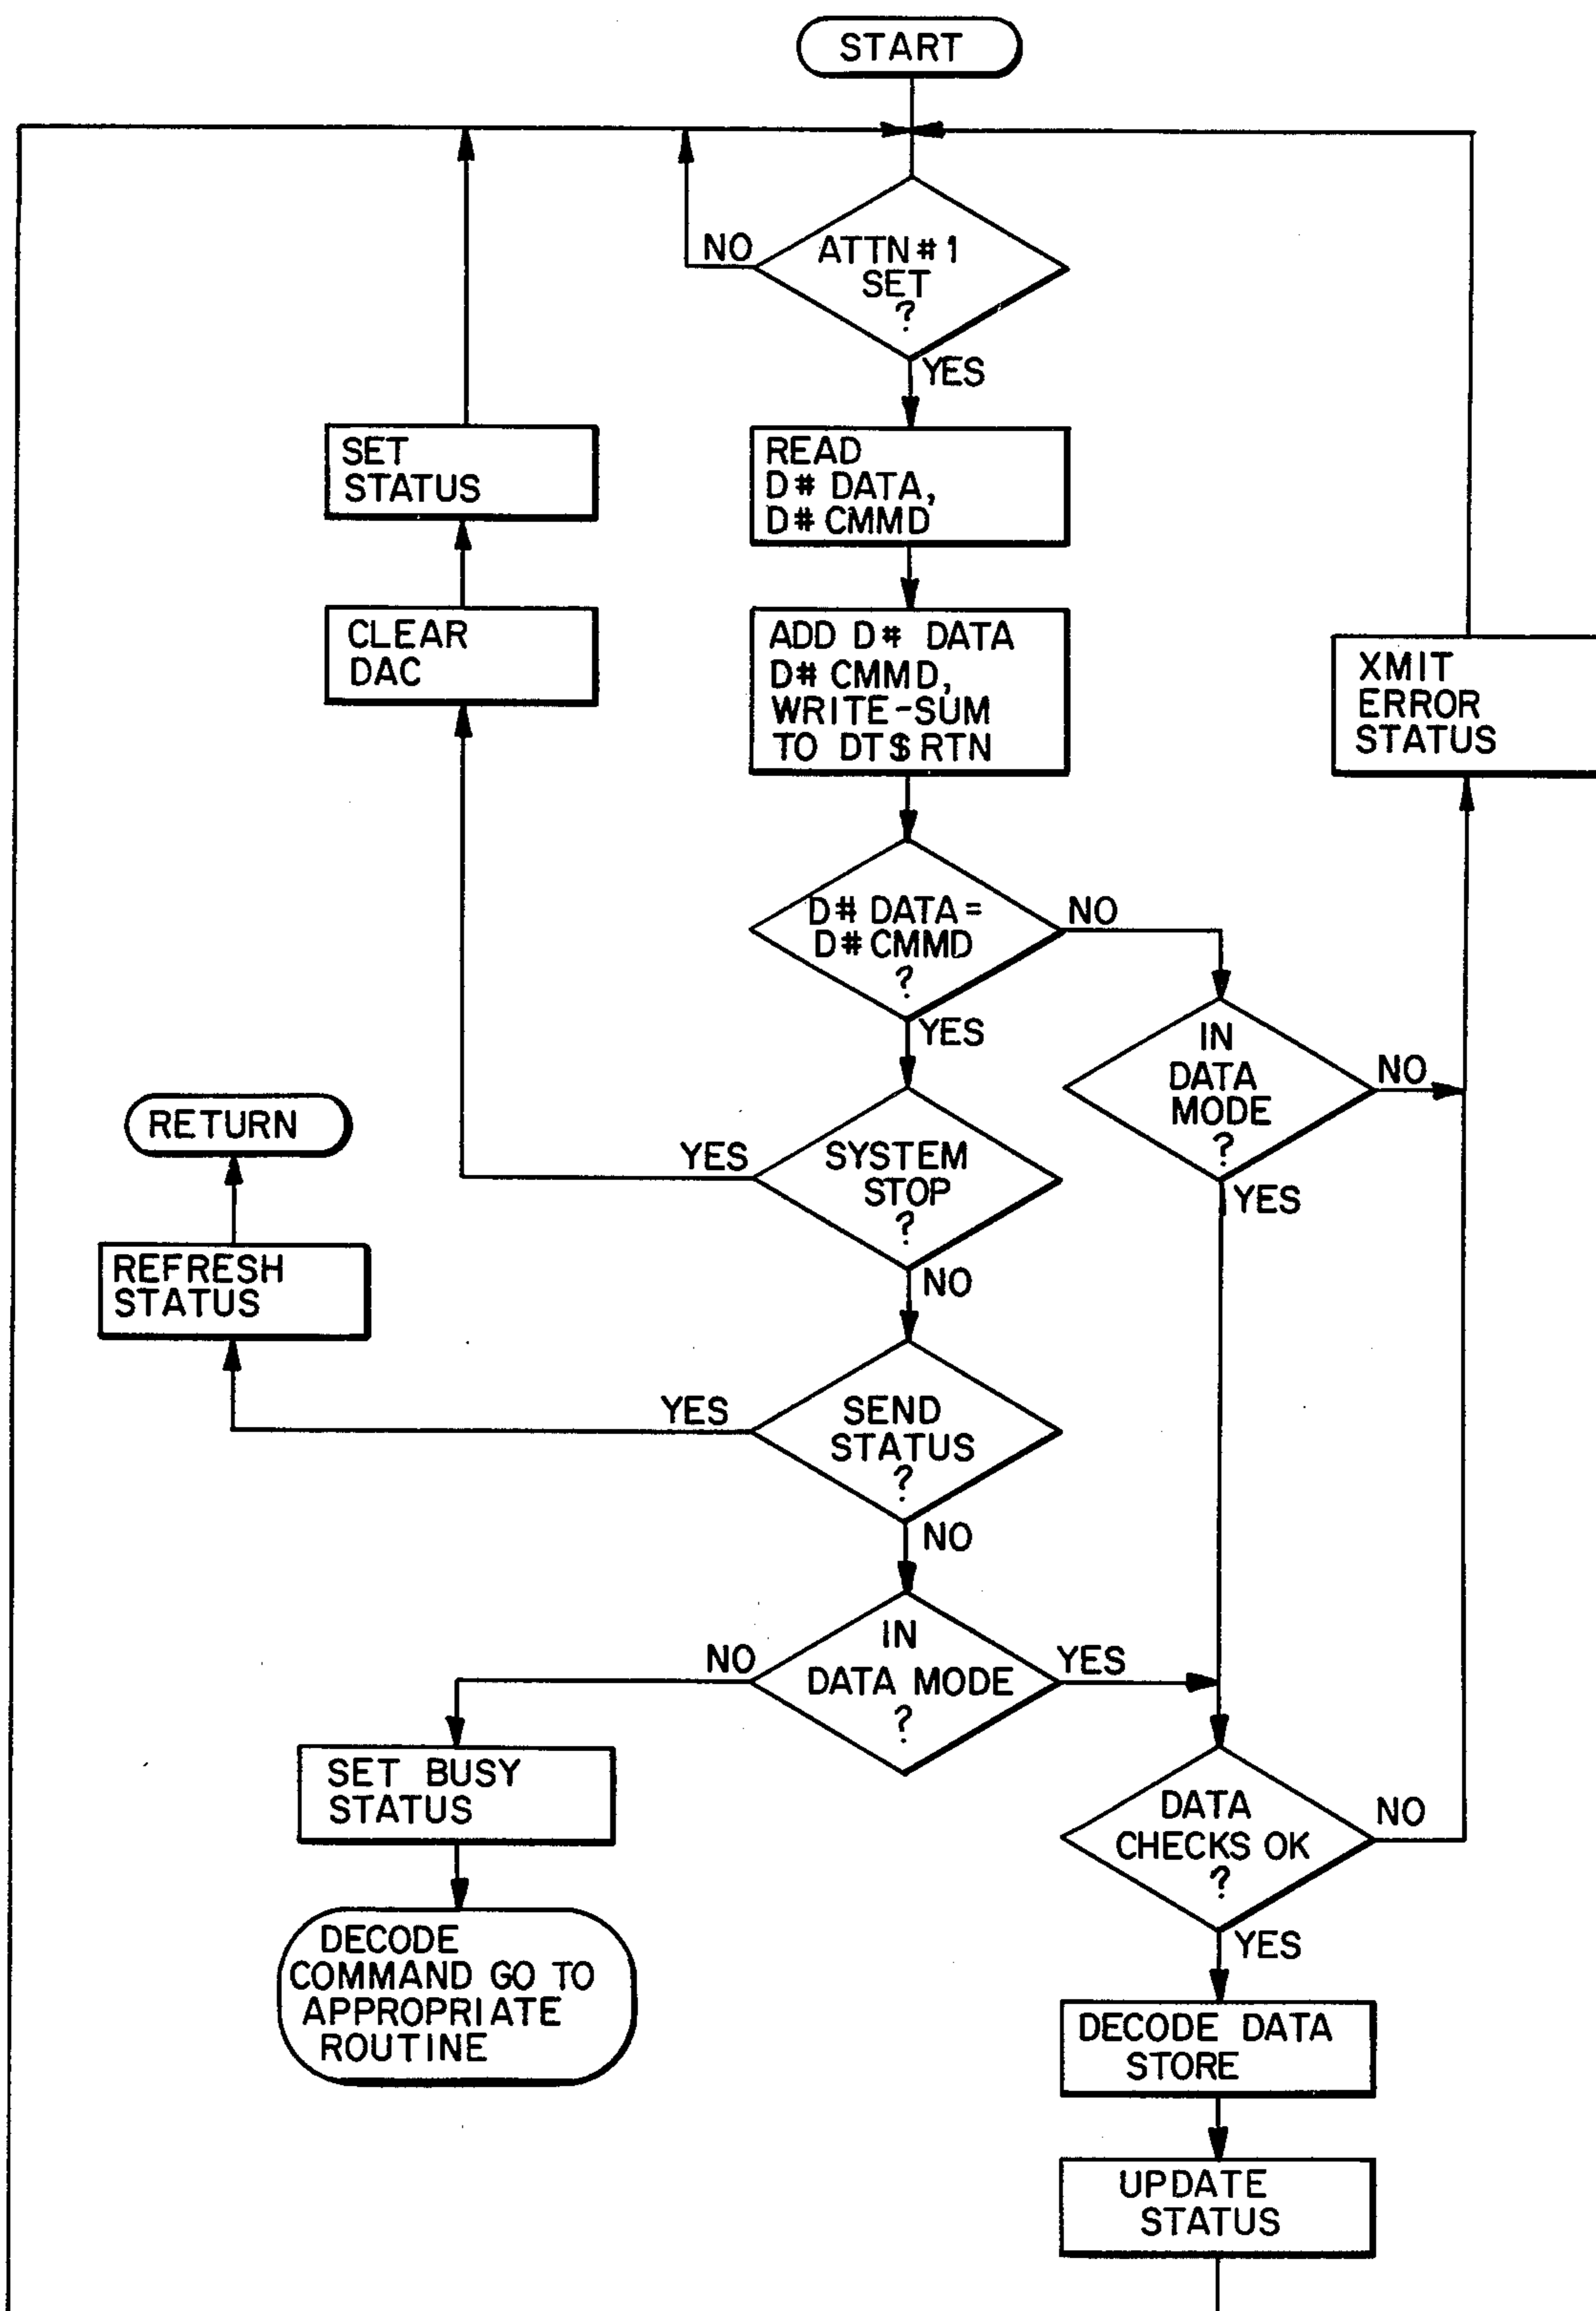 START
ATTN#1
SET
?
NO
YES
READ
D# DATA,
D# CMMD
SET
STATUS
ADD D# DATA
D# CMMD,
WRITE-SUM
TO DT$RTN
CLEAR
DAC
XMIT
ERROR
STATUS
D# DATA=
D# CMMD
?
NO
YES
IN
DATA
MODE
?
NO
YES
RETURN
SYSTEM
STOP
?
YES
NO
REFRESH
STATUS
SEND
STATUS
?
YES
NO
IN
DATA MODE
?
NO
YES
SET BUSY
STATUS
DATA
CHECKS OK
?
NO
YES
DECODE
COMMAND GO TO
APPROPRIATE
ROUTINE
DECODE DATA
STORE
UPDATE
STATUS